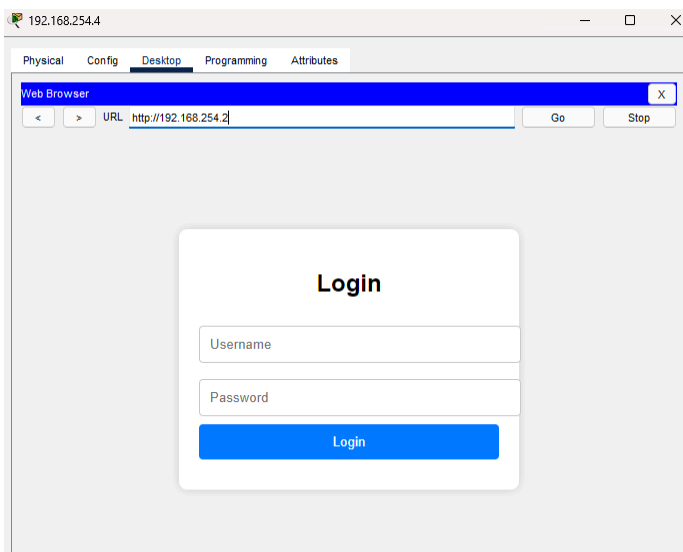 192.168.254.4
Physical Config Desktop Programming Attributes
Web Browser X
< > URL http://192.168.254.2 Go Stop
Login
Username
Password
Login